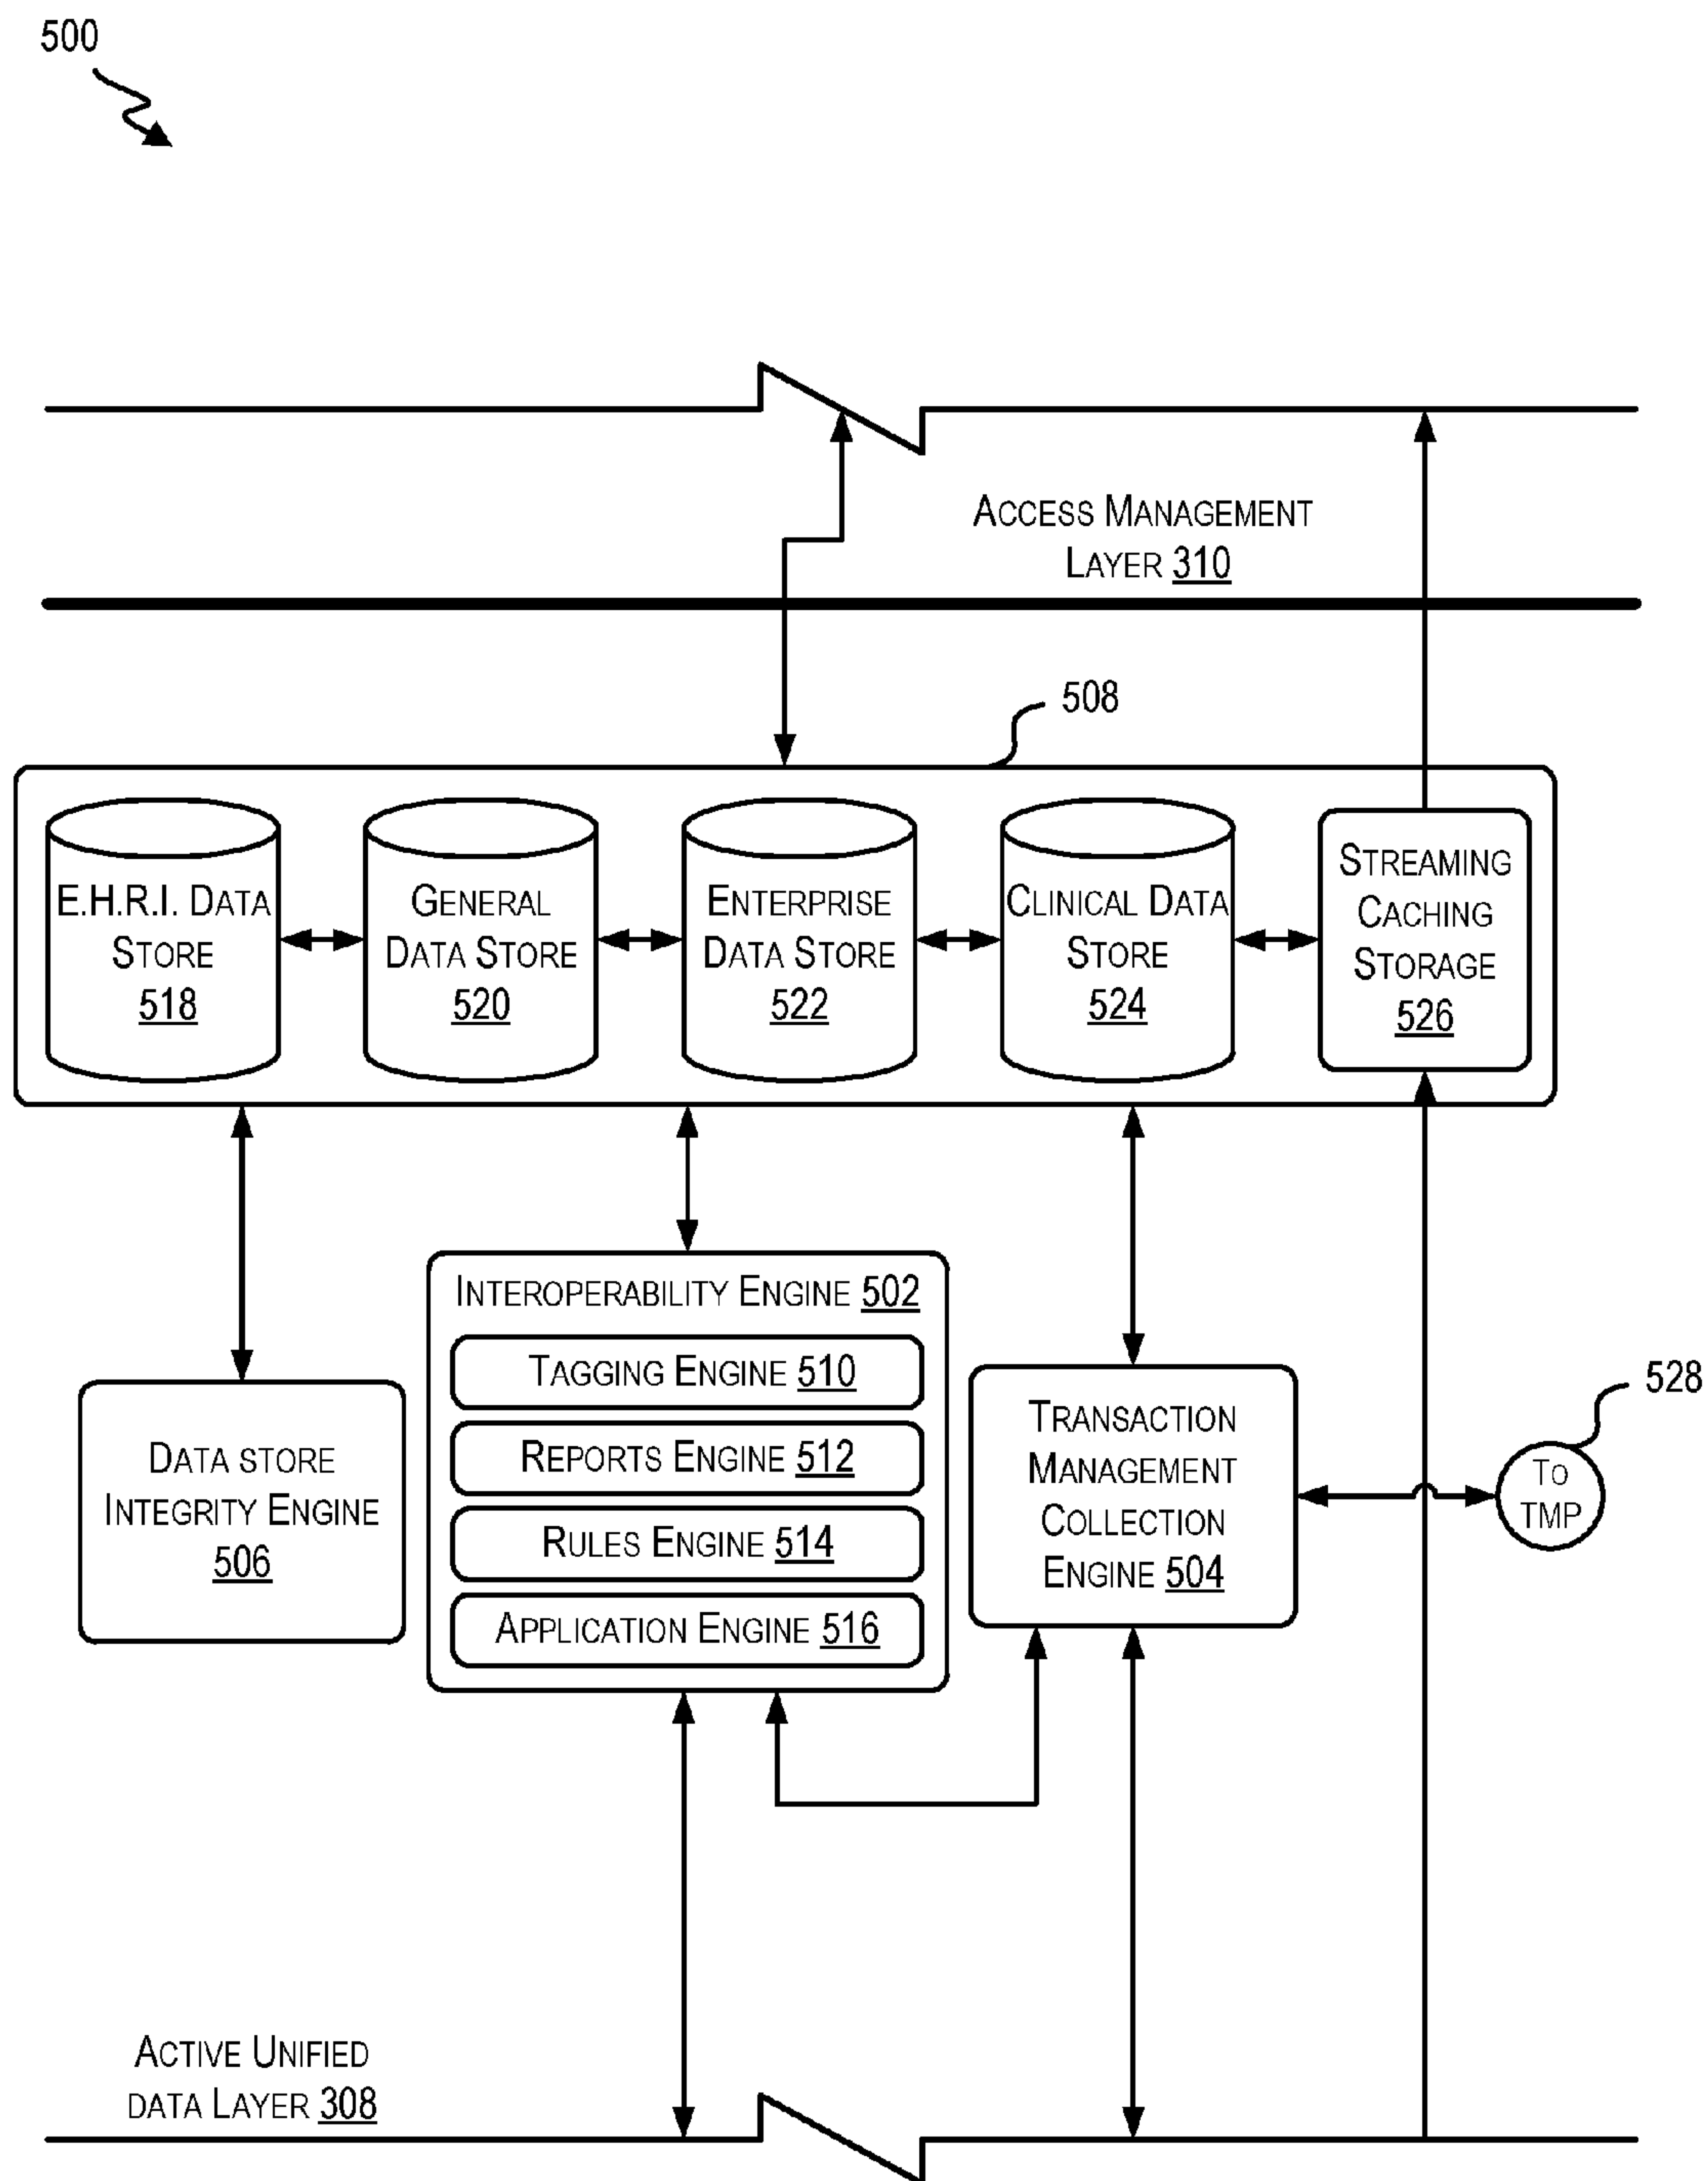 500
ACCESS MANAGEMENT
LAYER 310
508
E.H.R.I. DATA
STORE
518
GENERAL
DATA STORE
520
ENTERPRISE
DATA STORE
522
CLINICAL DATA
STORE
524
STREAMING
CACHING
STORAGE
526
INTEROPERABILITY ENGINE 502
TAGGING ENGINE 510
REPORTS ENGINE 512
RULES ENGINE 514
APPLICATION ENGINE 516
DATA STORE
INTEGRITY ENGINE
506
TRANSACTION
MANAGEMENT
COLLECTION
ENGINE 504
528
TO
TMP
ACTIVE UNIFIED
DATA LAYER 308